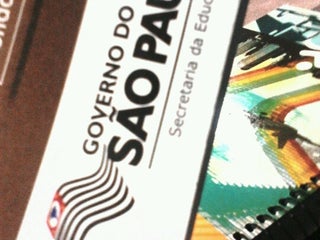 GOVERNO DO
SÃO PAU
Secretaria da Educ